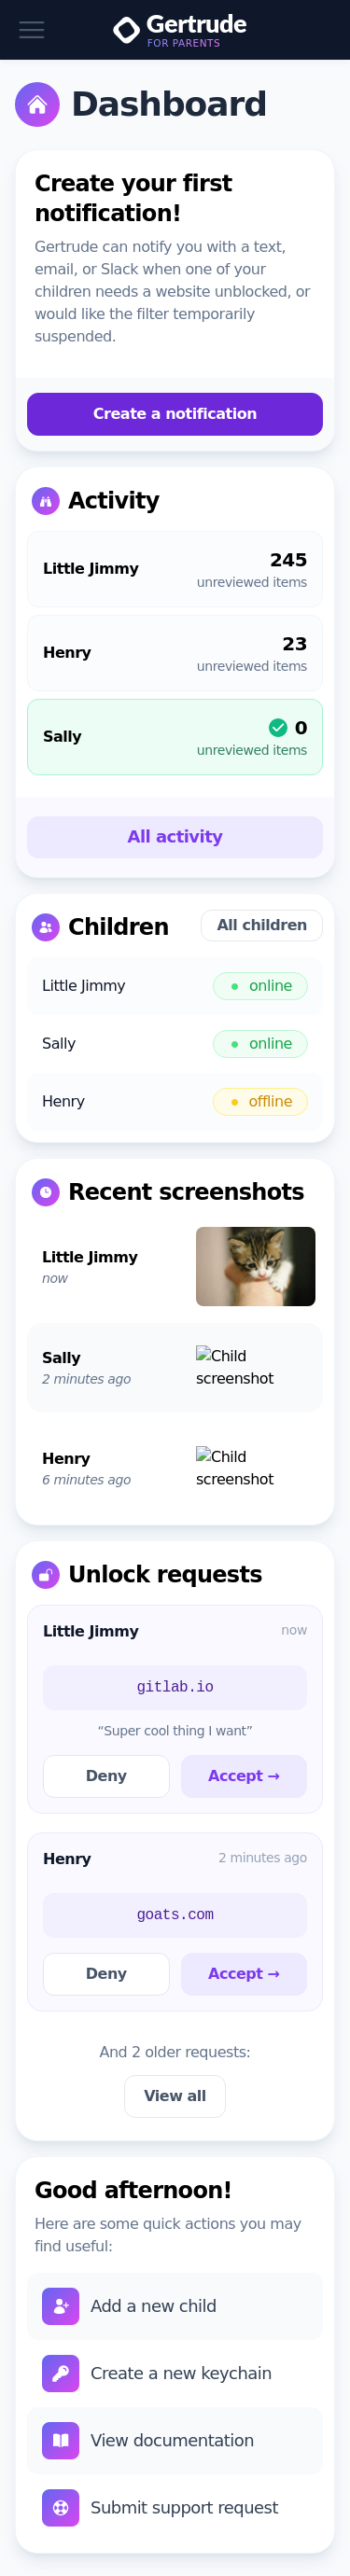 Gertrude
FOR PARENTS
Dashboard
Create your first
notification!
Gertrude can notify you with a text,
email, or Slack when one of your
children needs a website unblocked, or
would like the filter temporarily
suspended.
Create a notification
Activity
Little Jimmy
245
unreviewed items
Henry
23
unreviewed items
Sally
0
unreviewed items
All activity
Children
All children
Little Jimmy
online
Sally
online
Henry
offline
Recent screenshots
Little Jimmy
now
Sally
2 minutes ago
Child
screenshot
Henry
6 minutes ago
Child
screenshot
Unlock requests
Little Jimmy
now
gitlab.io
“Super cool thing I want”
Deny
Accept →
Henry
2 minutes ago
goats.com
Deny
Accept →
And 2 older requests:
View all
Good afternoon!
Here are some quick actions you may
find useful:
Add a new child
Create a new keychain
View documentation
Submit support request